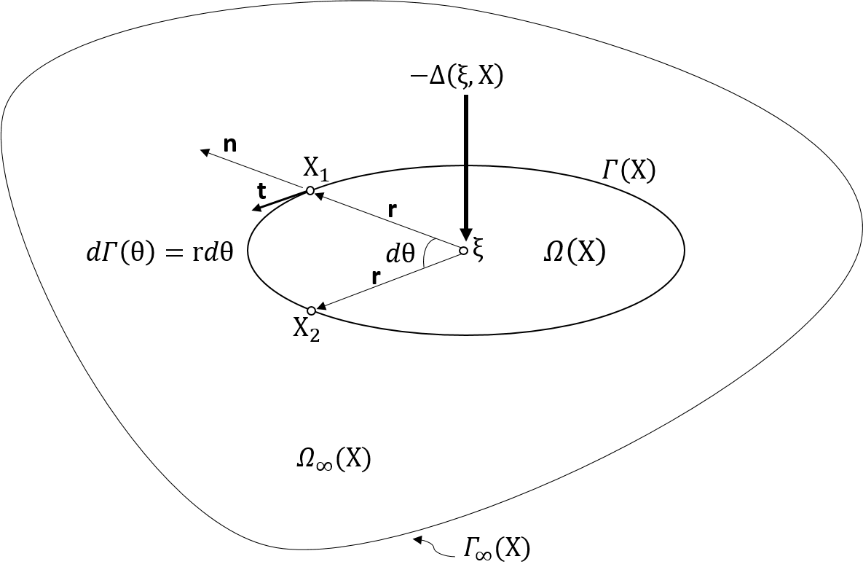 −Δ(ξ, X)
n
X₁
Γ(X)
t
r
dΓ(θ) = rdθ
dθ
ξ
Ω(X)
r
X₂
Ω∞(X)
Γ∞(X)